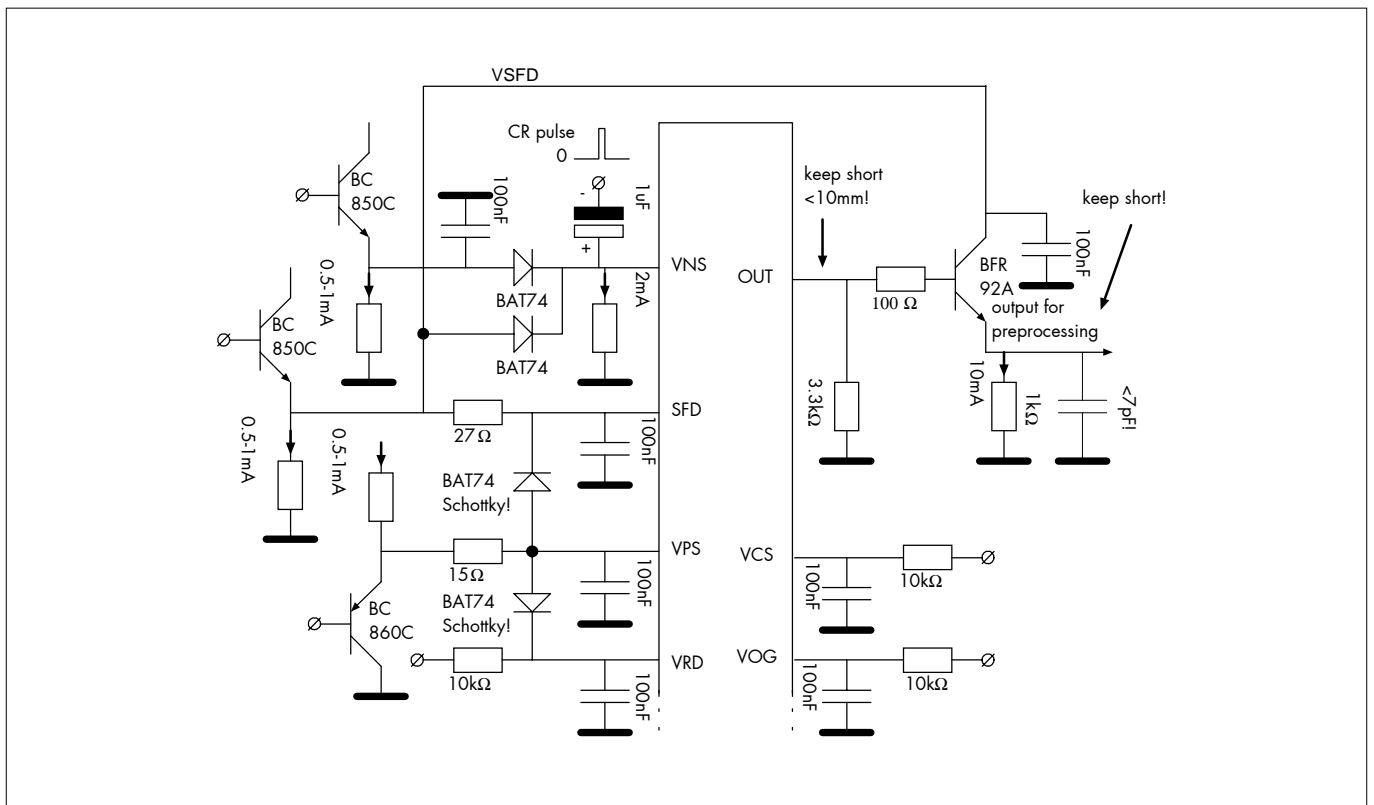 VSFD
CR pulse
0
-
+
1uF
100nF
BC
850C
0.5-1mA
BAT74
BAT74
VNS
2mA
BC
850C
0.5-1mA
27Ω
SFD
100nF
0.5-1mA
BAT74
Schottky!
15Ω
VPS
100nF
BAT74
Schottky!
BC
860C
10kΩ
VRD
100nF
OUT
keep short
<10mm!
100 Ω
3.3kΩ
BFR
92A
100nF
keep short!
output for
preprocessing
10mA
1kΩ
<7pF!
VCS
100nF
10kΩ
VOG
100nF
10kΩ